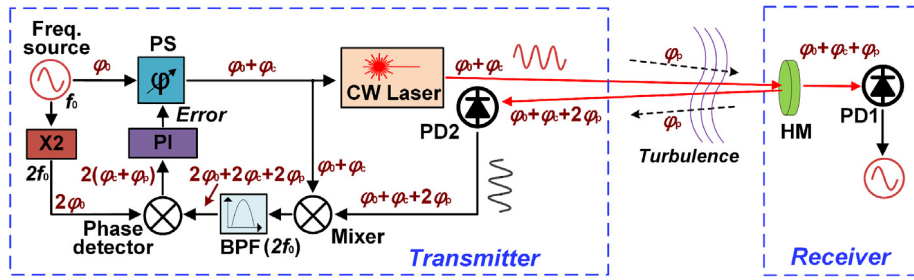 Freq.
source
φ₀
f₀
PS
φ
φ₀+φc
CW Laser
φ₀+φc
PD2
φ₀+φc+2φp
φp
φp
Turbulence
φ₀+φc+φp
HM
PD1
Error
X2
2f₀
PI
2(φc+φp)
2φ₀+2φc+2φp
φ₀+φc
2φ₀
φ₀+φc+2φp
Phase
detector
BPF(2f₀)
Mixer
Transmitter
Receiver